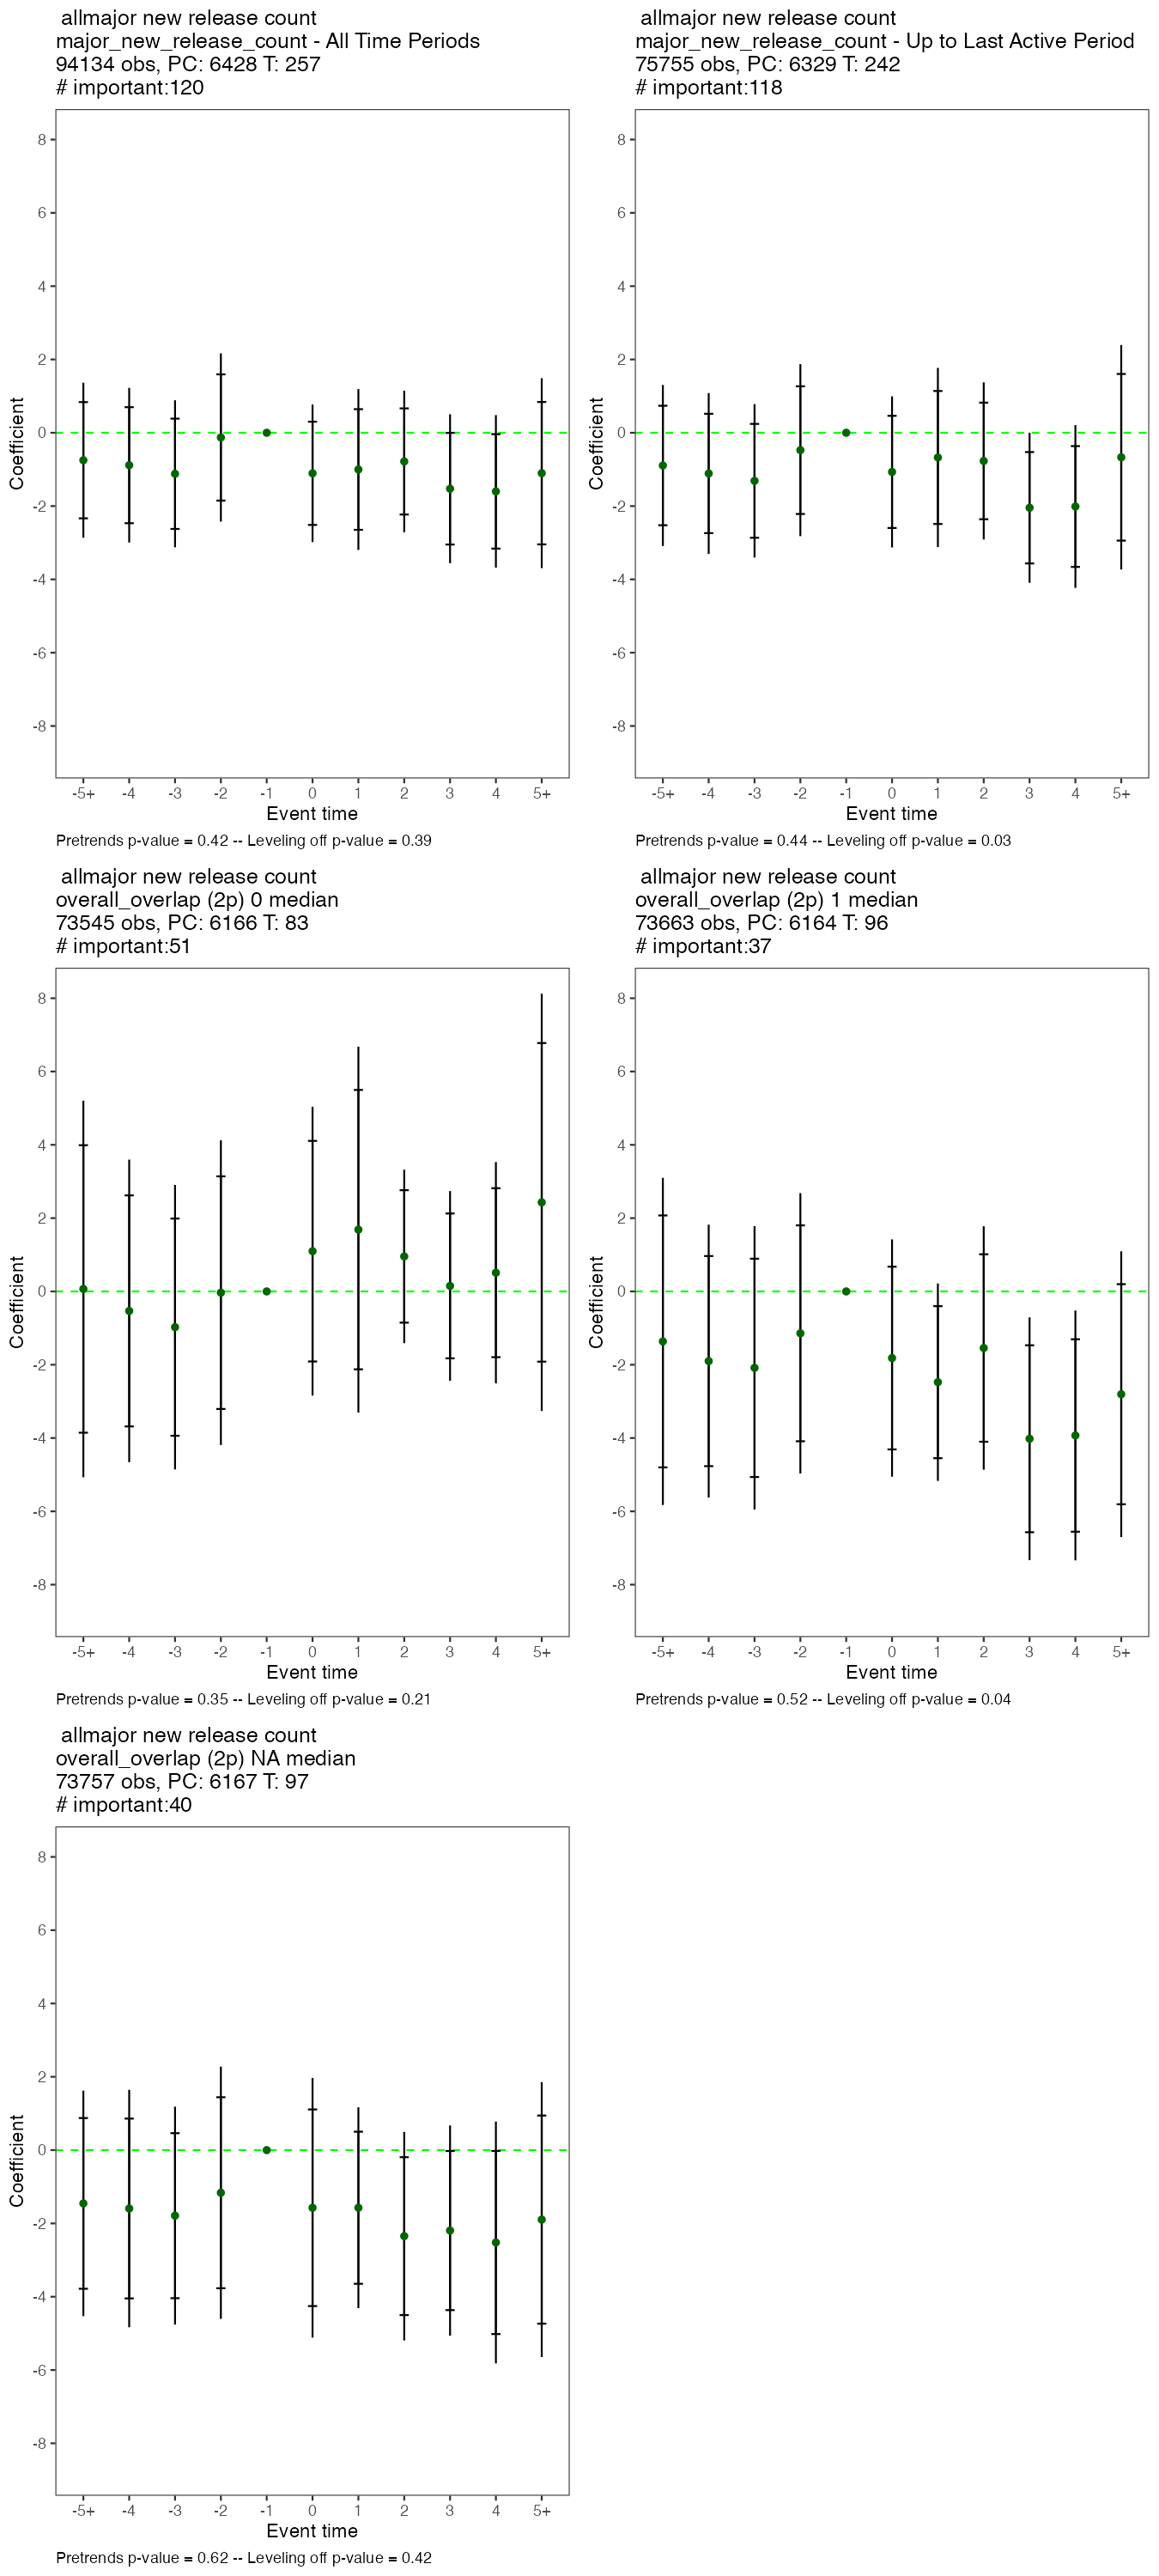 allmajor new release count
major_new_release_count - All Time Periods
94134 obs, PC: 6428 T: 257
# important:120
8
6
4
2
0
-2
-4
-6
-8
Coefficient
-5+ -4 -3 -2 -1 0 1 2 3 4 5+
Event time
Pretrends p-value = 0.42 -- Leveling off p-value = 0.39
allmajor new release count
major_new_release_count - Up to Last Active Period
75755 obs, PC: 6329 T: 242
# important:118
8
6
4
2
0
-2
-4
-6
-8
Coefficient
-5+ -4 -3 -2 -1 0 1 2 3 4 5+
Event time
Pretrends p-value = 0.44 -- Leveling off p-value = 0.03
allmajor new release count
overall_overlap (2p) 0 median
73545 obs, PC: 6166 T: 83
# important:51
8
6
4
2
0
-2
-4
-6
-8
Coefficient
-5+ -4 -3 -2 -1 0 1 2 3 4 5+
Event time
Pretrends p-value = 0.35 -- Leveling off p-value = 0.21
allmajor new release count
overall_overlap (2p) 1 median
73663 obs, PC: 6164 T: 96
# important:37
8
6
4
2
0
-2
-4
-6
-8
Coefficient
-5+ -4 -3 -2 -1 0 1 2 3 4 5+
Event time
Pretrends p-value = 0.52 -- Leveling off p-value = 0.04
allmajor new release count
overall_overlap (2p) NA median
73757 obs, PC: 6167 T: 97
# important:40
8
6
4
2
0
-2
-4
-6
-8
Coefficient
-5+ -4 -3 -2 -1 0 1 2 3 4 5+
Event time
Pretrends p-value = 0.62 -- Leveling off p-value = 0.42